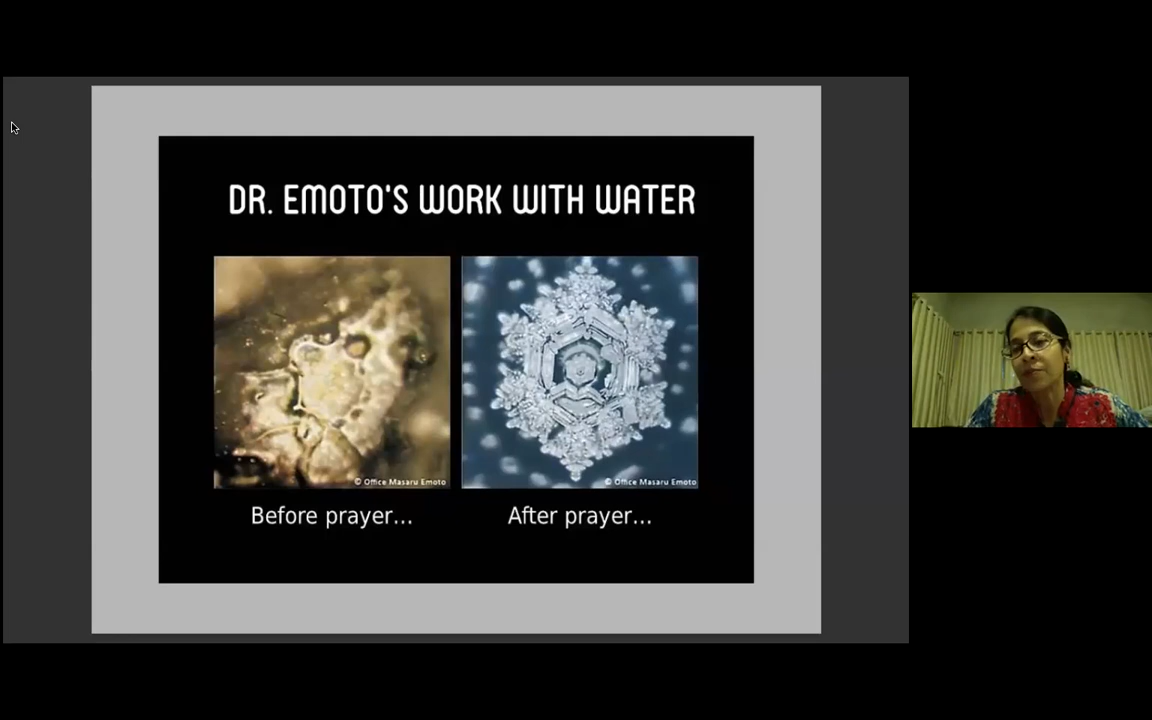 DR. EMOTO'S WORK WITH WATER
© Office Masaru Emoto
© Office Masaru Emoto
Before prayer...
After prayer...